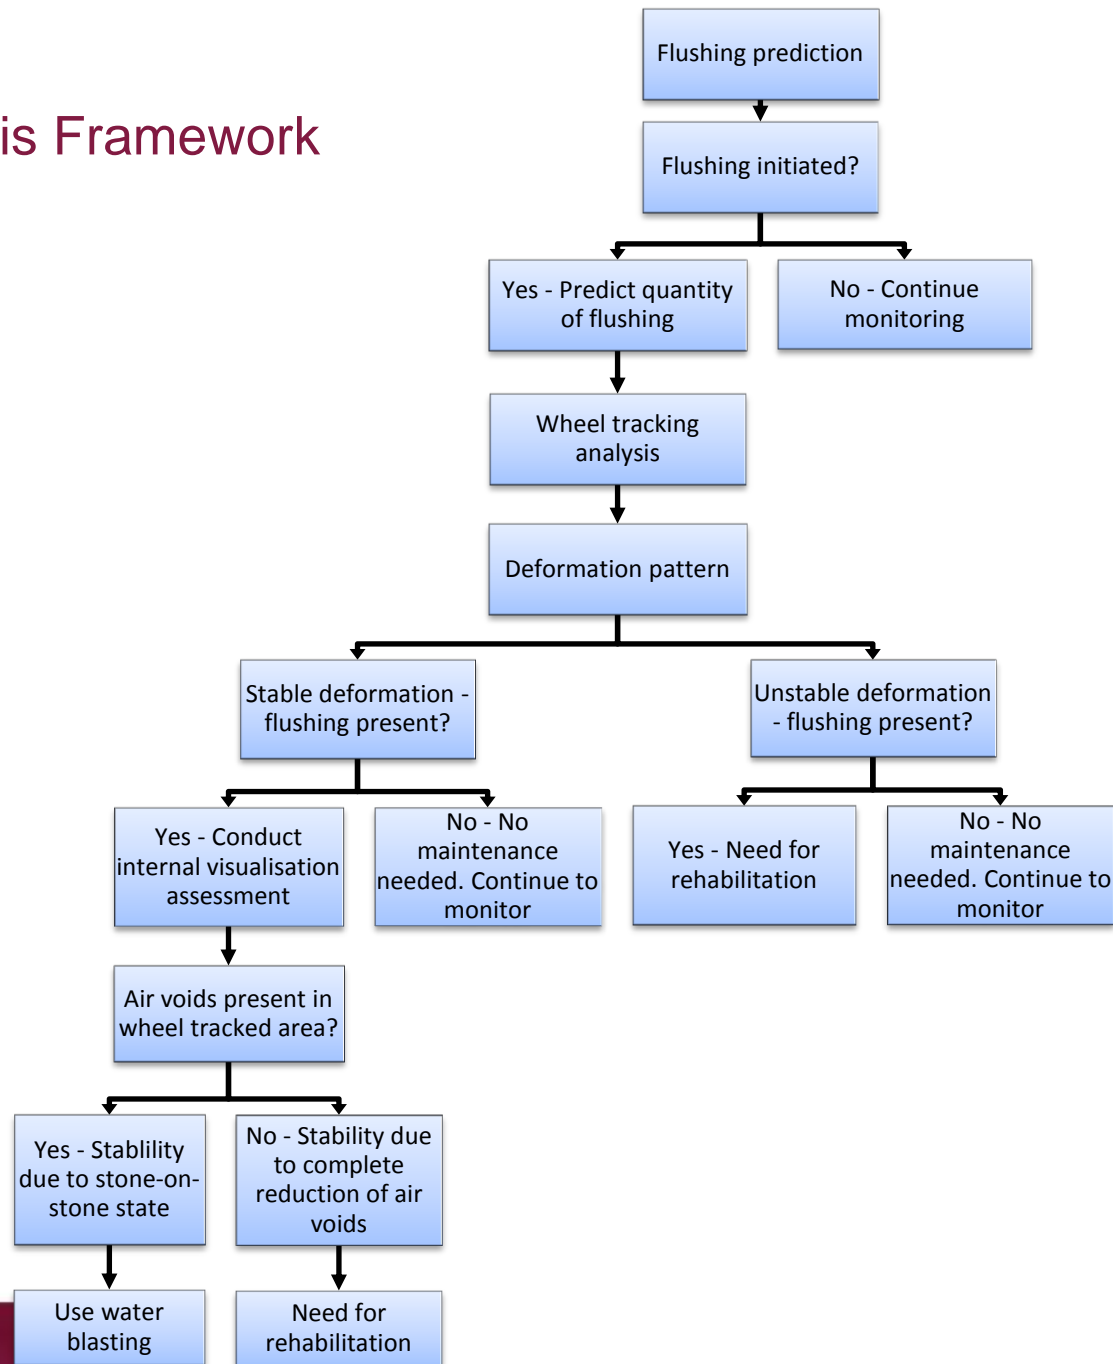 is Framework
Flushing prediction
Flushing initiated?
Yes - Predict quantity
of flushing
No - Continue
monitoring
Wheel tracking
analysis
Deformation pattern
Stable deformation -
flushing present?
Unstable deformation
- flushing present?
Yes - Conduct
internal visualisation
assessment
No - No
maintenance
needed. Continue to
monitor
Yes - Need for
rehabilitation
No - No
maintenance
needed. Continue to
monitor
Air voids present in
wheel tracked area?
Yes - Stablility
due to stone-on-
stone state
No - Stability due
to complete
reduction of air
voids
Use water
blasting
Need for
rehabilitation